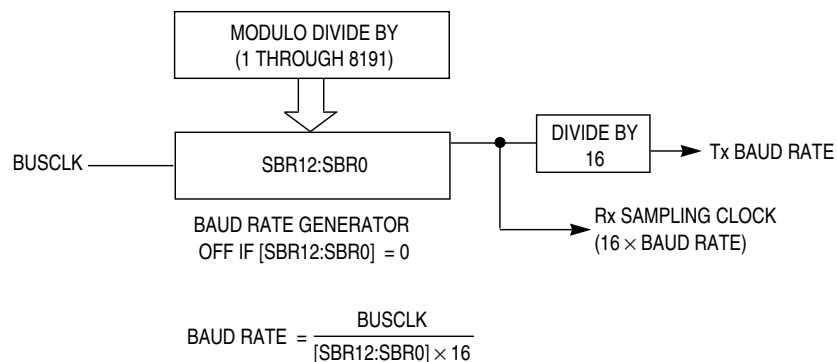 MODULO DIVIDE BY
(1 THROUGH 8191)
BUSCLK
SBR12:SBR0
DIVIDE BY
16
Tx BAUD RATE
BAUD RATE GENERATOR
OFF IF [SBR12:SBR0] = 0
Rx SAMPLING CLOCK
(16 × BAUD RATE)
BAUD RATE =
BUSCLK
[SBR12:SBR0] × 16